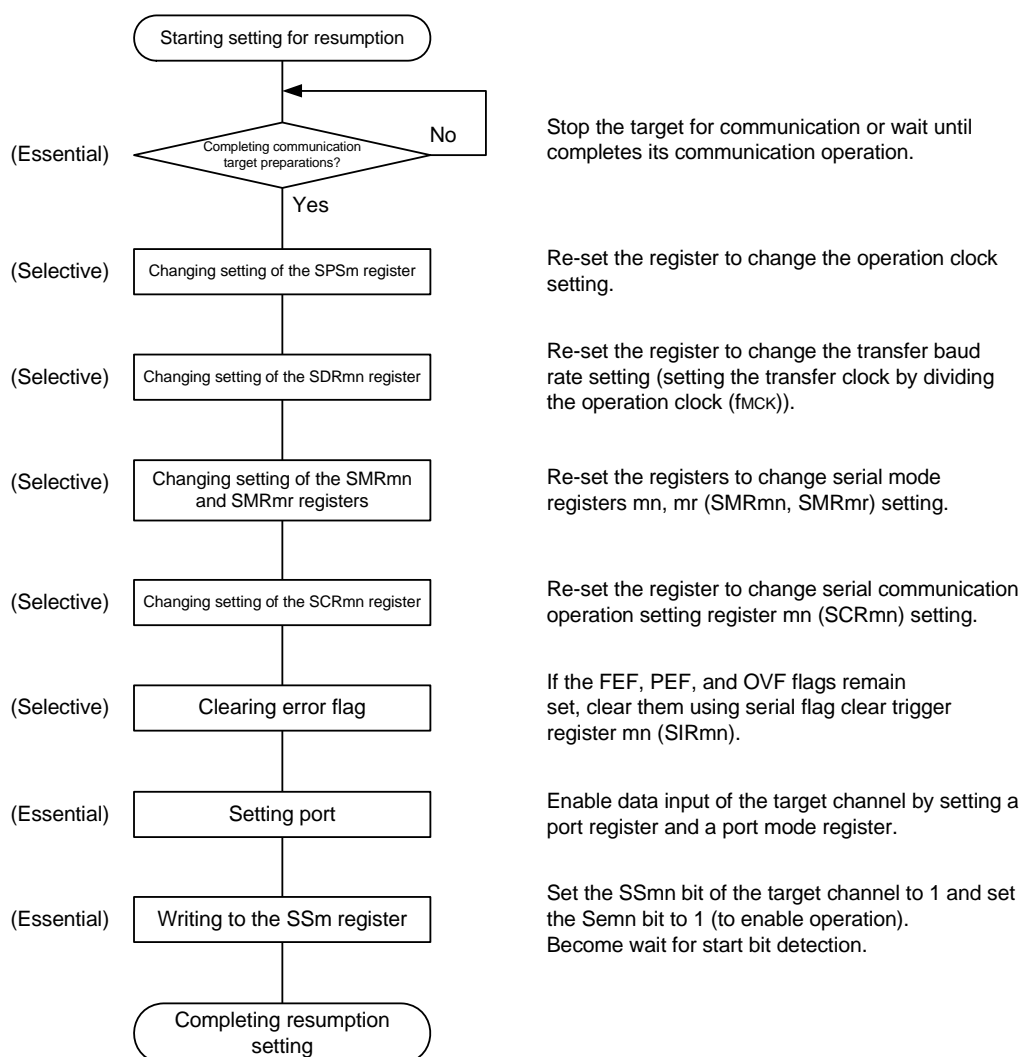 Starting setting for resumption
(Essential)
Completing communication
target preparations?
No
Stop the target for communication or wait until
completes its communication operation.
Yes
(Selective)
Changing setting of the SPSm register
Re-set the register to change the operation clock
setting.
(Selective)
Changing setting of the SDRmn register
Re-set the register to change the transfer baud
rate setting (setting the transfer clock by dividing
the operation clock (fMCK)).
(Selective)
Changing setting of the SMRmn
and SMRmr registers
Re-set the registers to change serial mode
registers mn, mr (SMRmn, SMRmr) setting.
(Selective)
Changing setting of the SCRmn register
Re-set the register to change serial communication
operation setting register mn (SCRmn) setting.
(Selective)
Clearing error flag
If the FEF, PEF, and OVF flags remain
set, clear them using serial flag clear trigger
register mn (SIRmn).
(Essential)
Setting port
Enable data input of the target channel by setting a
port register and a port mode register.
(Essential)
Writing to the SSm register
Set the SSmn bit of the target channel to 1 and set
the Semn bit to 1 (to enable operation).
Become wait for start bit detection.
Completing resumption
setting